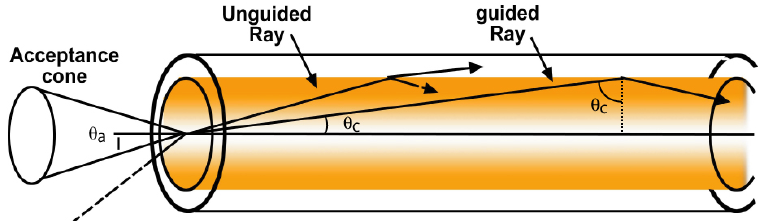 Unguided
Ray
guided
Ray
Acceptance
cone
θa
θc
θc